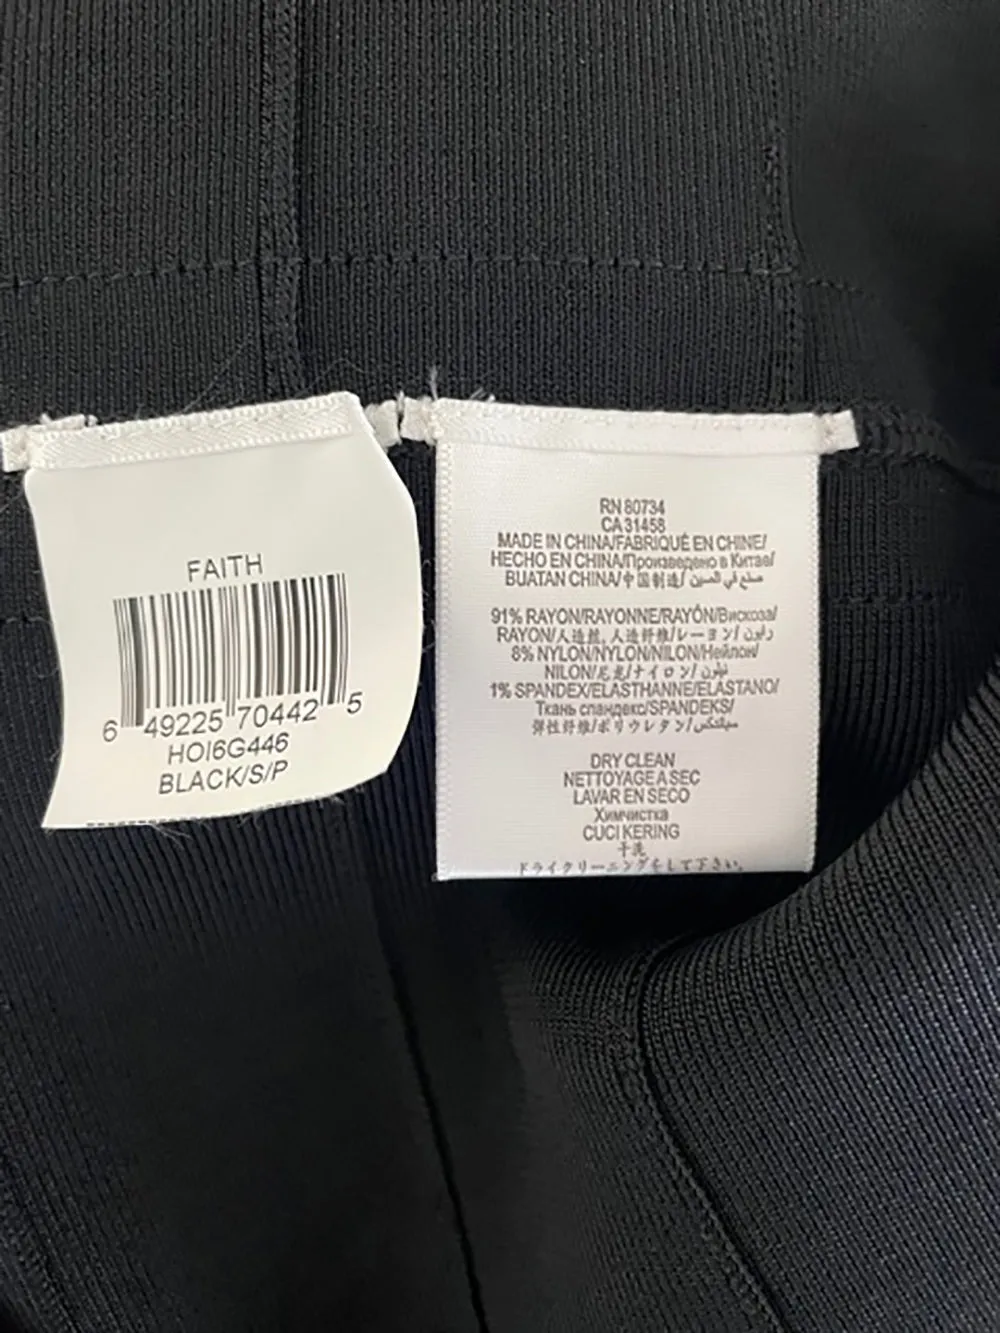 FAITH
6 49225 70442 5
HOI6G446
BLACK/S/P
RN 80734
CA 31458
MADE IN CHINA/FABRIQUÉ EN CHINE/
HECHO EN CHINA/Произведено в Китае/
BUATAN CHINA/中国制造/صنع في الصين
91% RAYON/RAYONNE/RAYÓN/Вискоза/
RAYON/人造丝, 人造纤维/レーヨン/رايون
8% NYLON/NYLON/NILON/Нейлон/
NILON/尼龙/ナイロン/نيلون
1% SPANDEX/ELASTHANNE/ELASTANO/
Ткань спандекс/SPANDEKS/
弹性纤维/ポリウレタン/سباندكس
DRY CLEAN
NETTOYAGE A SEC
LAVAR EN SECO
Химчистка
CUCI KERING
干洗
ドライクリーニングをして下さい。